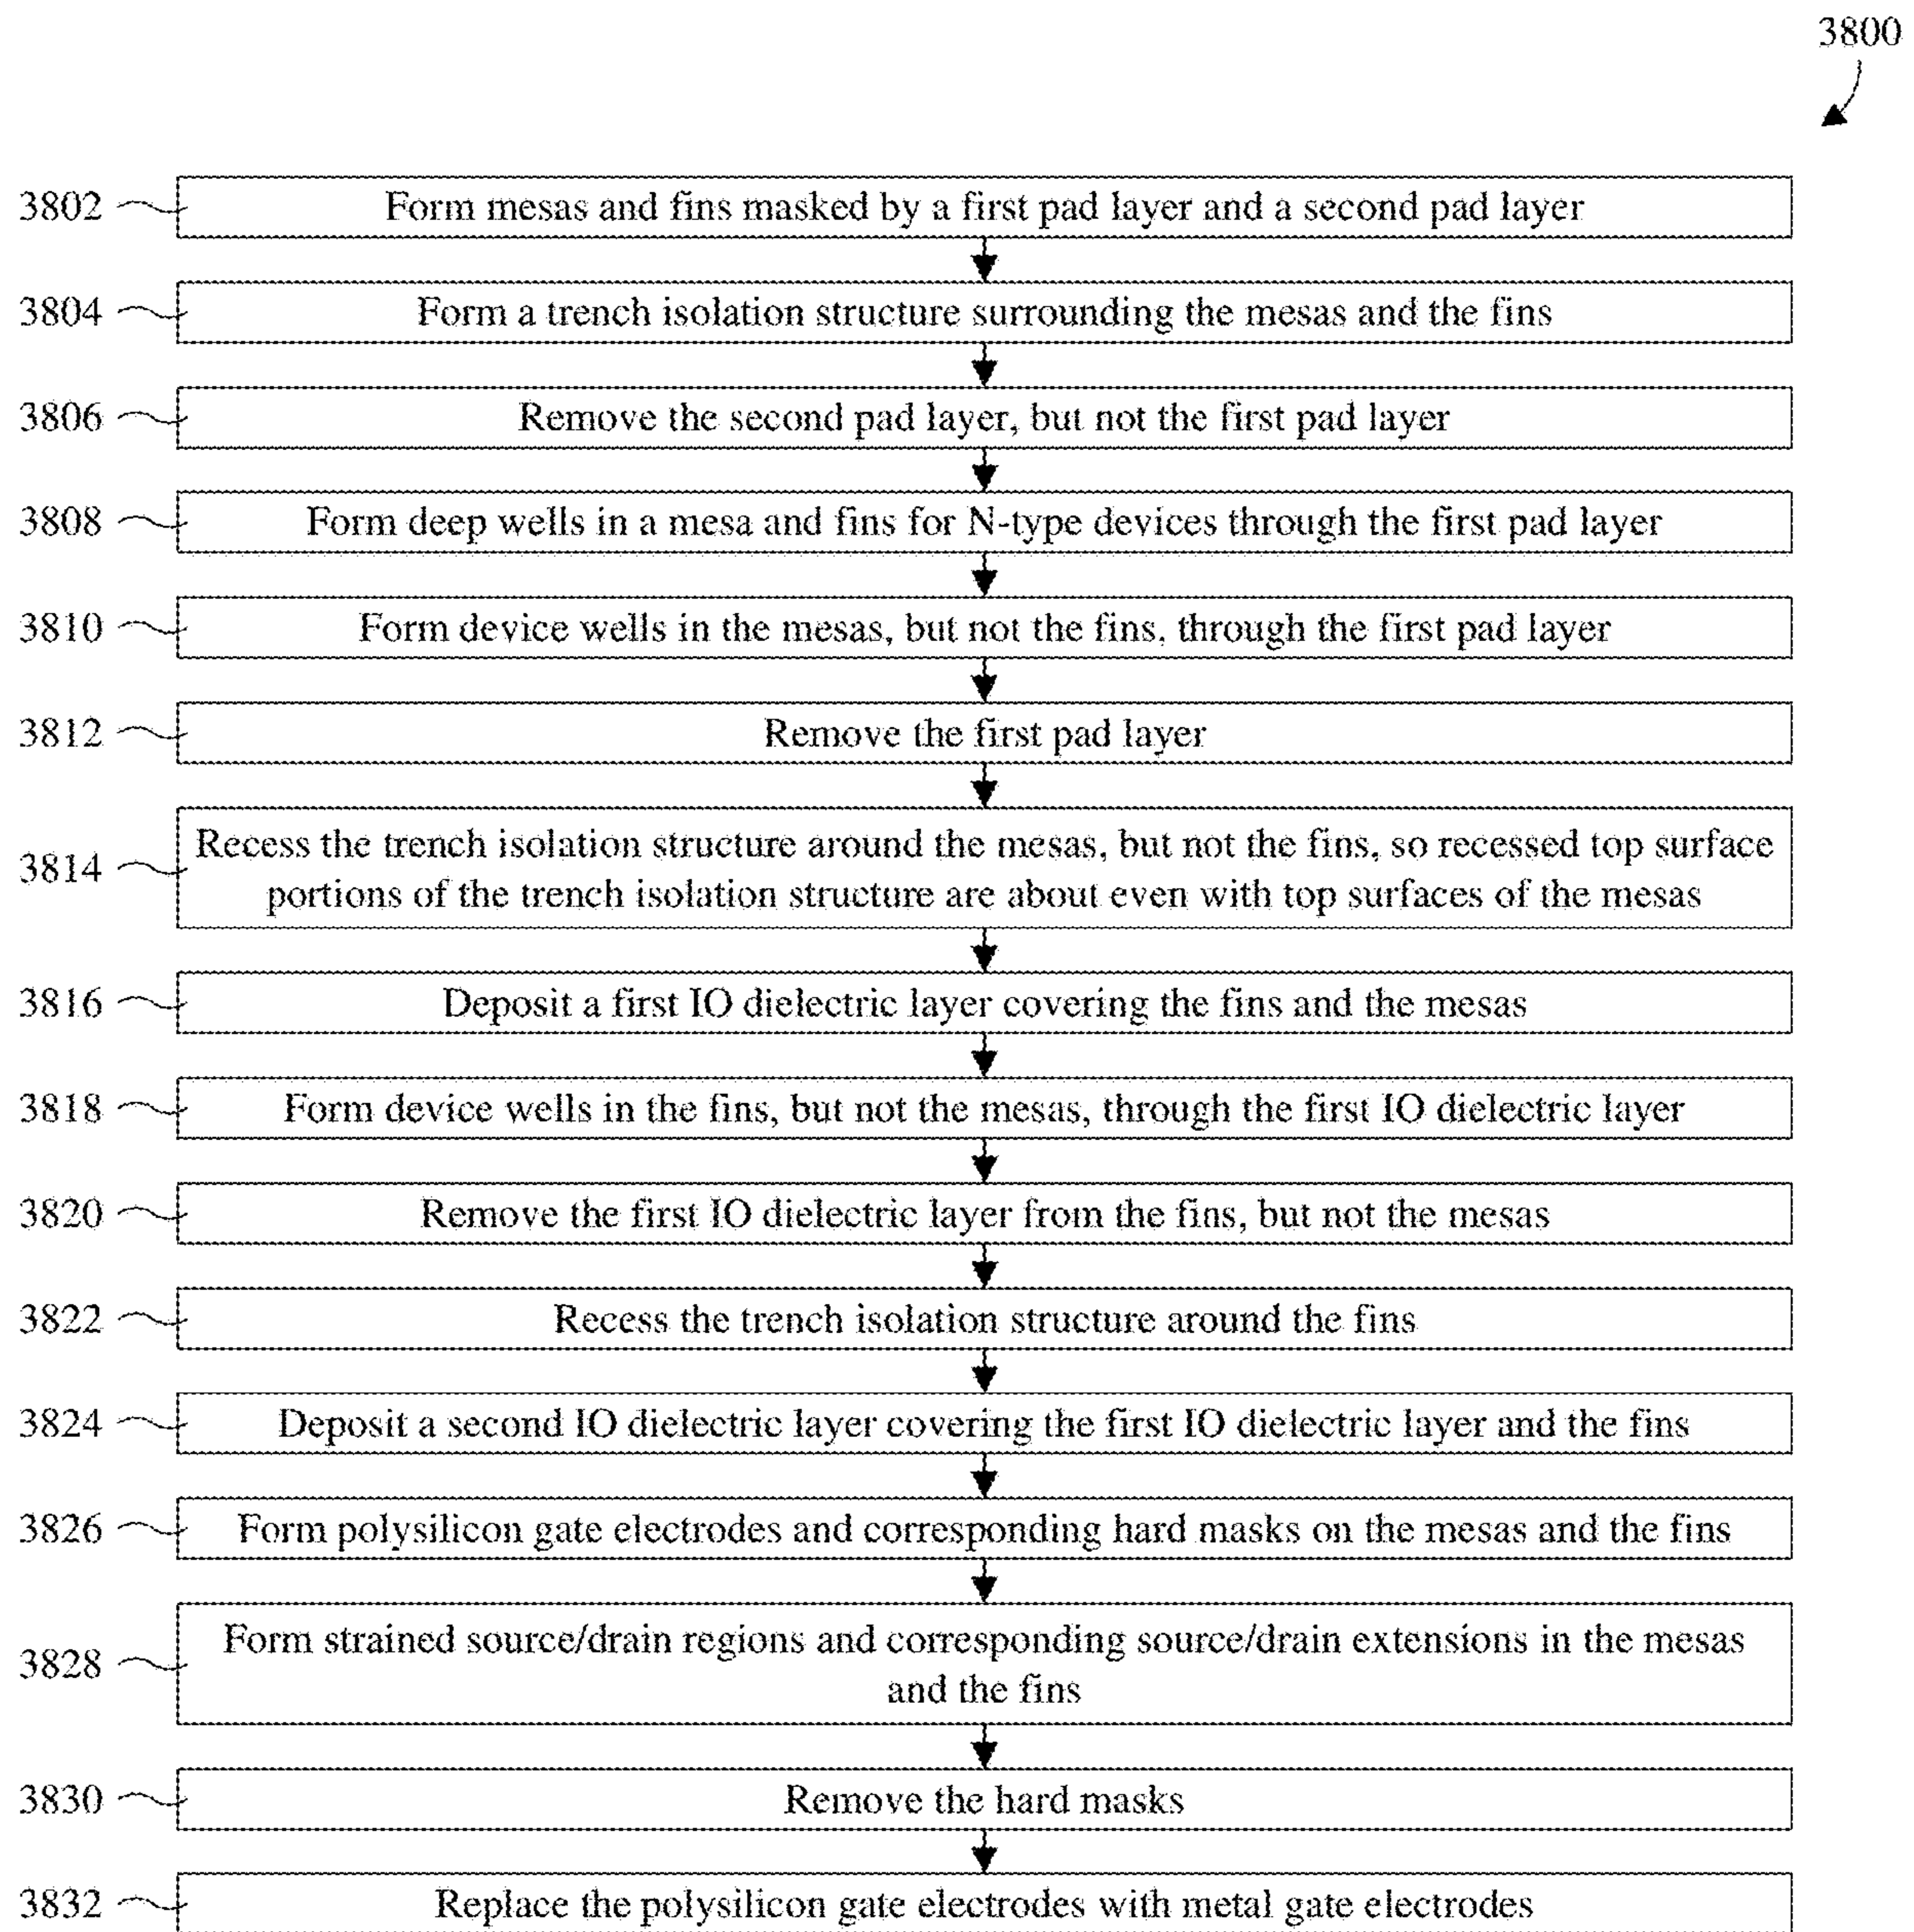 3800
3802 Form mesas and fins masked by a first pad layer and a second pad layer
3804 Form a trench isolation structure surrounding the mesas and the fins
3806 Remove the second pad layer, but not the first pad layer
3808 Form deep wells in a mesa and fins for N-type devices through the first pad layer
3810 Form device wells in the mesas, but not the fins, through the first pad layer
3812 Remove the first pad layer
3814 Recess the trench isolation structure around the mesas, but not the fins, so recessed top surface
portions of the trench isolation structure are about even with top surfaces of the mesas
3816 Deposit a first IO dielectric layer covering the fins and the mesas
3818 Form device wells in the fins, but not the mesas, through the first IO dielectric layer
3820 Remove the first IO dielectric layer from the fins, but not the mesas
3822 Recess the trench isolation structure around the fins
3824 Deposit a second IO dielectric layer covering the first IO dielectric layer and the fins
3826 Form polysilicon gate electrodes and corresponding hard masks on the mesas and the fins
3828 Form strained source/drain regions and corresponding source/drain extensions in the mesas
and the fins
3830 Remove the hard masks
3832 Replace the polysilicon gate electrodes with metal gate electrodes